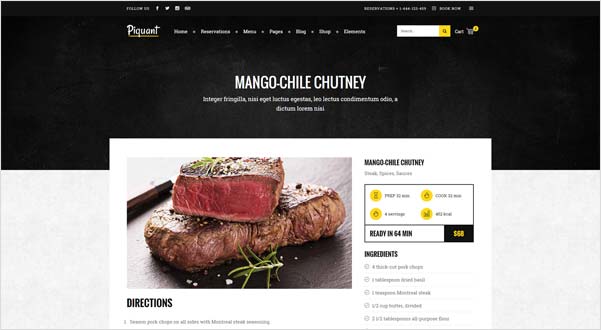 FOLLOW US
RESERVATIONS + 1-444-123-459
BOOK NOW
Piquant
Home Reservations Menu Pages Blog Shop Elements
Search... Cart
MANGO-CHILE CHUTNEY
Integer fringilla, nisi eget luctus egestas, leo lectus condimentum odio, a
dictum lorem nisi
MANGO-CHILE CHUTNEY
Steak, Spices, Sauces
PREP 32 min COOK 32 min
4 servings 402 kcal
READY IN 64 MIN $68
INGREDIENTS
4 thick-cut pork chops
1 tablespoon dried basil
1 teaspoon Montreal steak
1/2 cup butter, divided
2 1/2 tablespoons all-purpose flour
DIRECTIONS
1. Season pork chops on all sides with Montreal steak seasoning.